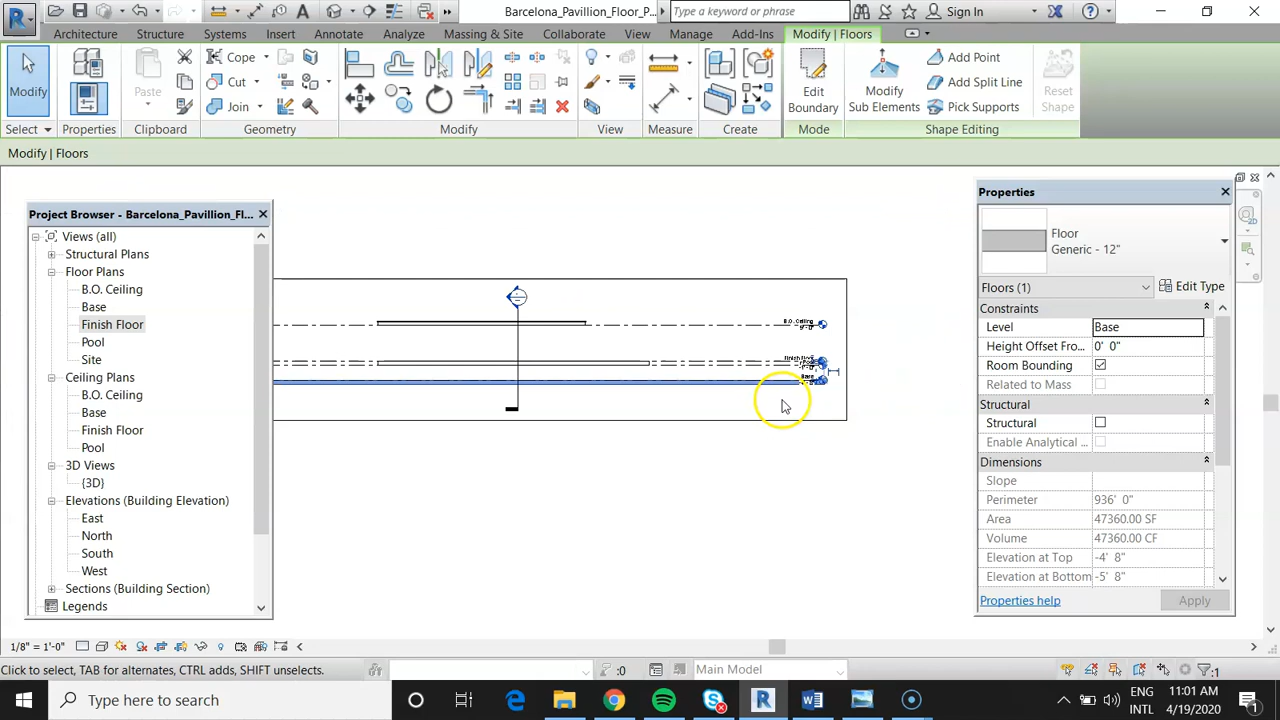 Barcelona_Pavillion_Floor_P...
Type a keyword or phrase
Sign In
Architecture Structure Systems Insert Annotate Analyze Massing & Site Collaborate View Manage Add-Ins Modify | Floors
Modify
Paste
Cope
Cut
Join
Edit Boundary
Modify Sub Elements
Add Point
Add Split Line
Pick Supports
Reset Shape
Select Properties Clipboard Geometry Modify View Measure Create Mode Shape Editing
Modify | Floors
Project Browser - Barcelona_Pavillion_Fl...
Views (all)
Structural Plans
Floor Plans
B.O. Ceiling
Base
Finish Floor
Pool
Site
Ceiling Plans
B.O. Ceiling
Base
Finish Floor
Pool
3D Views
{3D}
Elevations (Building Elevation)
East
North
South
West
Sections (Building Section)
Legends
B.O. Ceiling
Finish Floor
Base
Properties
Floor
Generic - 12"
Floors (1)
Edit Type
Constraints
Level Base
Height Offset Fro... 0' 0"
Room Bounding
Related to Mass
Structural
Structural
Enable Analytical ...
Dimensions
Slope
Perimeter 936' 0"
Area 47360.00 SF
Volume 47360.00 CF
Elevation at Top -4' 8"
Elevation at Bottom -5' 8"
Properties help
Apply
1/8" = 1'-0"
Click to select, TAB for alternates, CTRL adds, SHIFT unselects.
:0
Main Model
:1
Type here to search
ENG
INTL
11:01 AM
4/19/2020